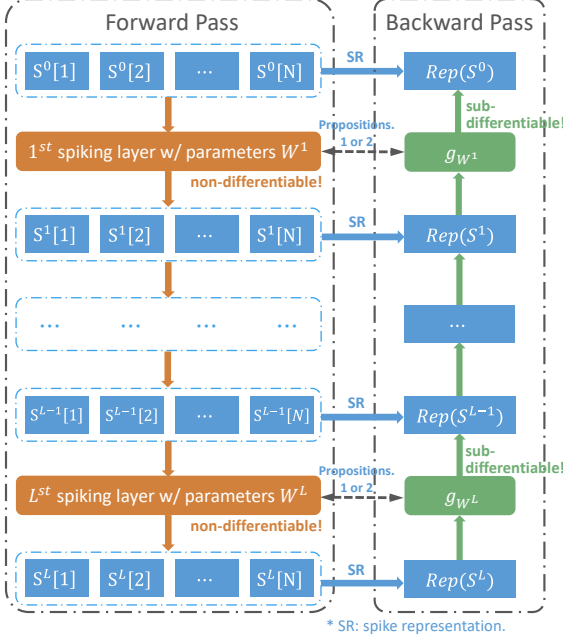 Forward Pass
Backward Pass
S⁰[1] S⁰[2] ... S⁰[N]
SR
Rep(S⁰)
sub-
differentiable!
1ˢᵗ spiking layer w/ parameters W¹
Propositions.
1 or 2
g_W¹
non-differentiable!
S¹[1] S¹[2] ... S¹[N]
SR
Rep(S¹)
... ... ... ...
...
Sᴸ⁻¹[1] Sᴸ⁻¹[2] ... Sᴸ⁻¹[N]
SR
Rep(Sᴸ⁻¹)
sub-
differentiable!
Lˢᵗ spiking layer w/ parameters Wᴸ
Propositions.
1 or 2
g_Wᴸ
non-differentiable!
Sᴸ[1] Sᴸ[2] ... Sᴸ[N]
SR
Rep(Sᴸ)
* SR: spike representation.